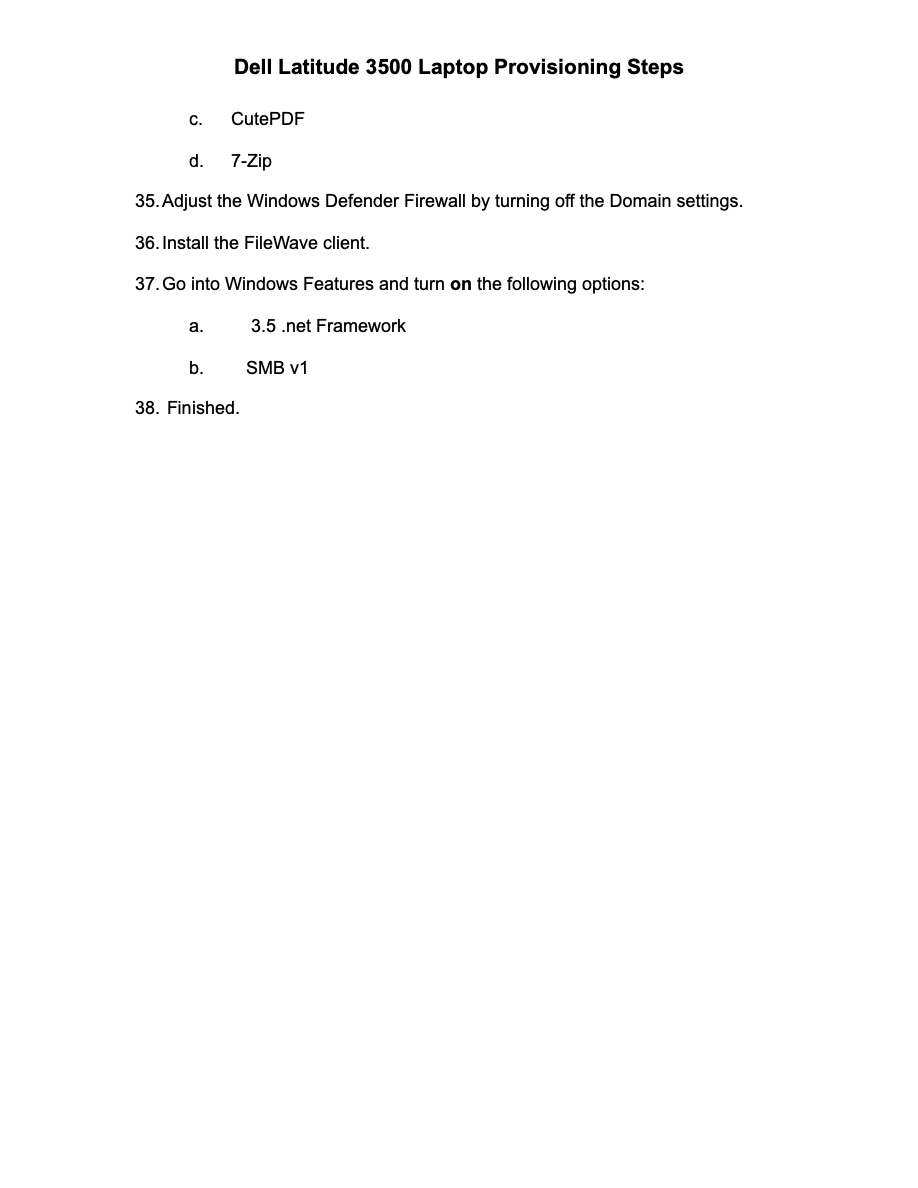 Dell Latitude 3500 Laptop Provisioning Steps
c. CutePDF
d. 7-Zip
35. Adjust the Windows Defender Firewall by turning off the Domain settings.
36. Install the FileWave client.
37. Go into Windows Features and turn on the following options:
a. 3.5 .net Framework
b. SMB v1
38. Finished.